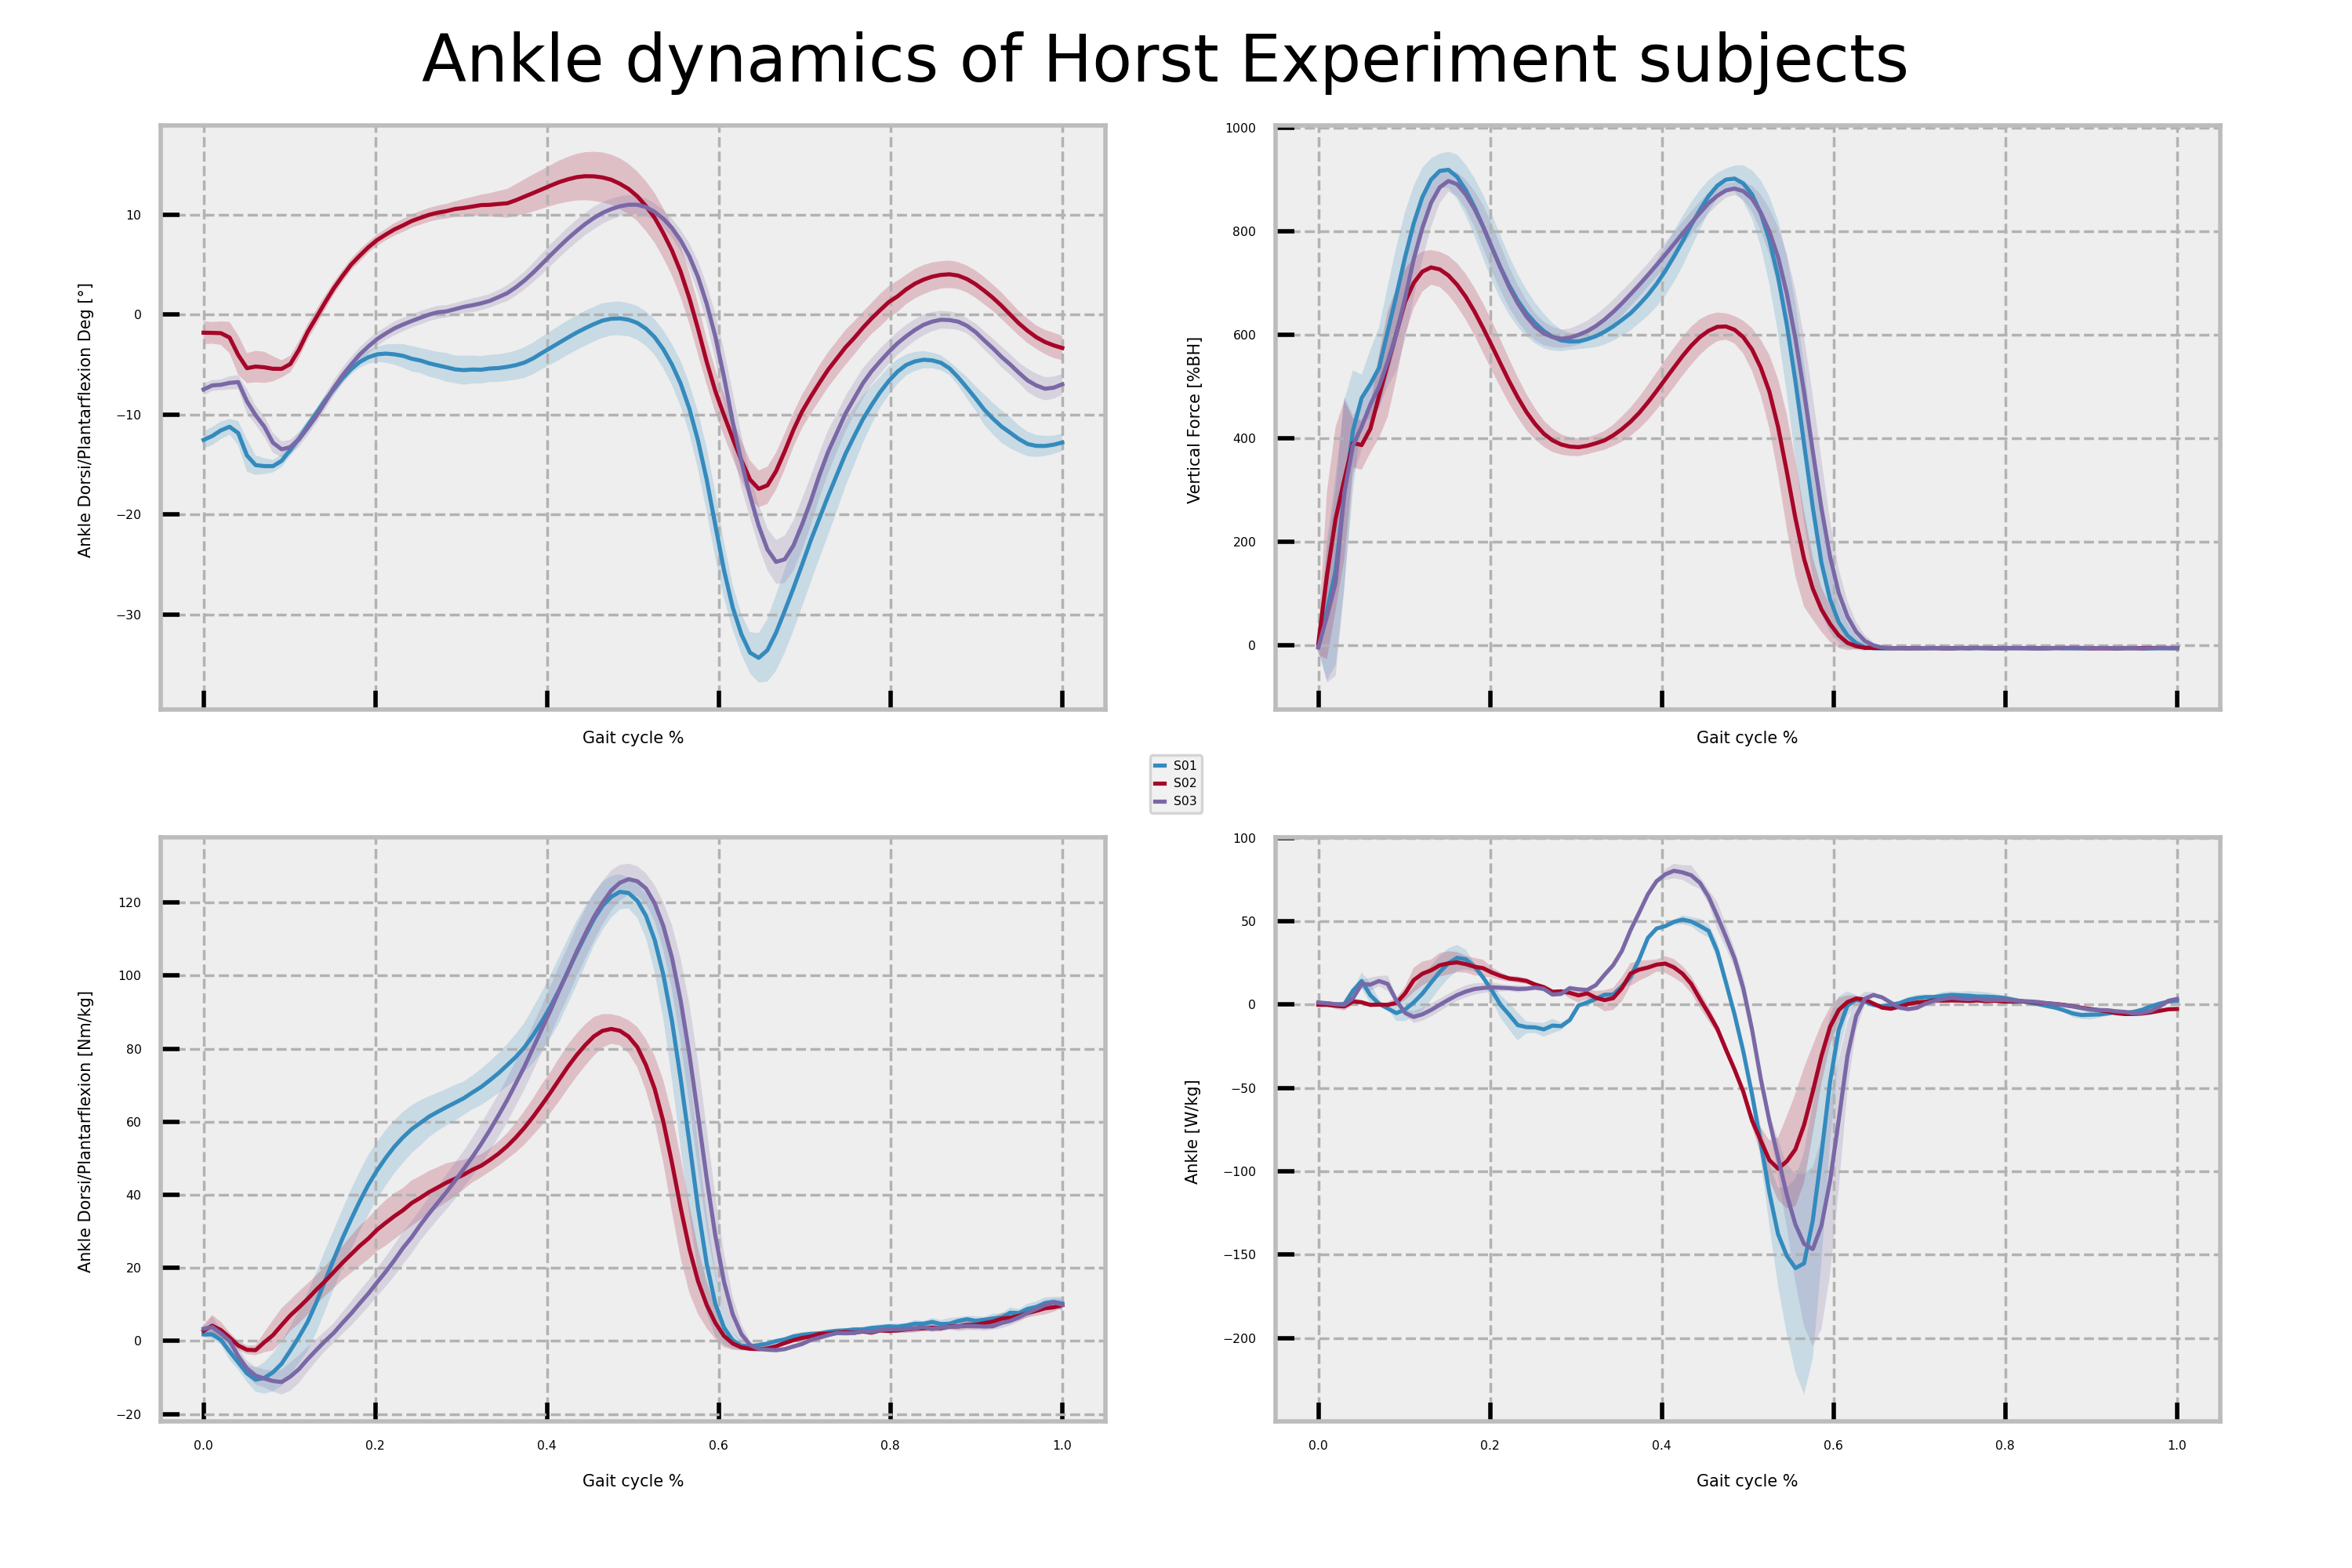 Ankle dynamics of Horst Experiment subjects
Ankle Dorsi/Plantarflexion Deg [°]
10
0
−10
−20
−30
Gait cycle %
Vertical Force [%BH]
1000
800
600
400
200
0
Gait cycle %
S01
S02
S03
Ankle Dorsi/Plantarflexion [Nm/kg]
120
100
80
60
40
20
0
−20
0.0 0.2 0.4 0.6 0.8 1.0
Gait cycle %
Ankle [W/kg]
100
50
0
−50
−100
−150
−200
0.0 0.2 0.4 0.6 0.8 1.0
Gait cycle %